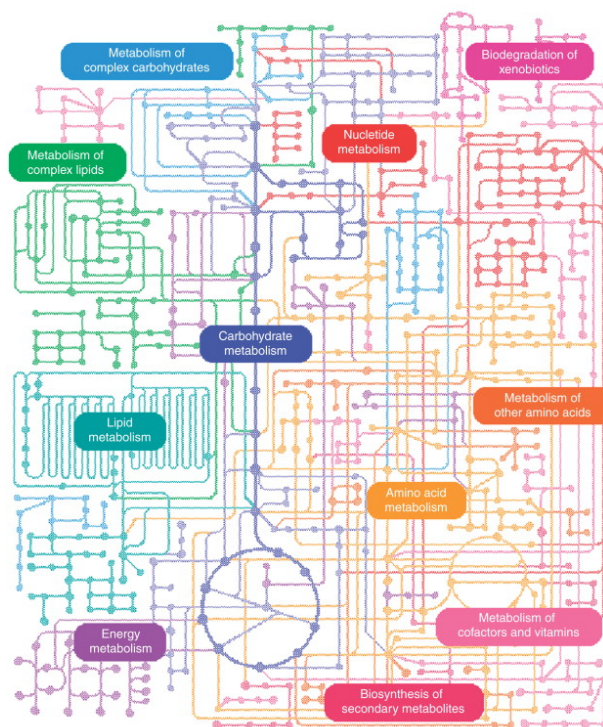 Metabolism of
complex carbohydrates
Biodegradation of
xenobiotics
Nucletide
metabolism
Metabolism of
complex lipids
Carbohydrate
metabolism
Metabolism of
other amino acids
Lipid
metabolism
Amino acid
metabolism
Metabolism of
cofactors and vitamins
Energy
metabolism
Biosynthesis of
secondary metabolites